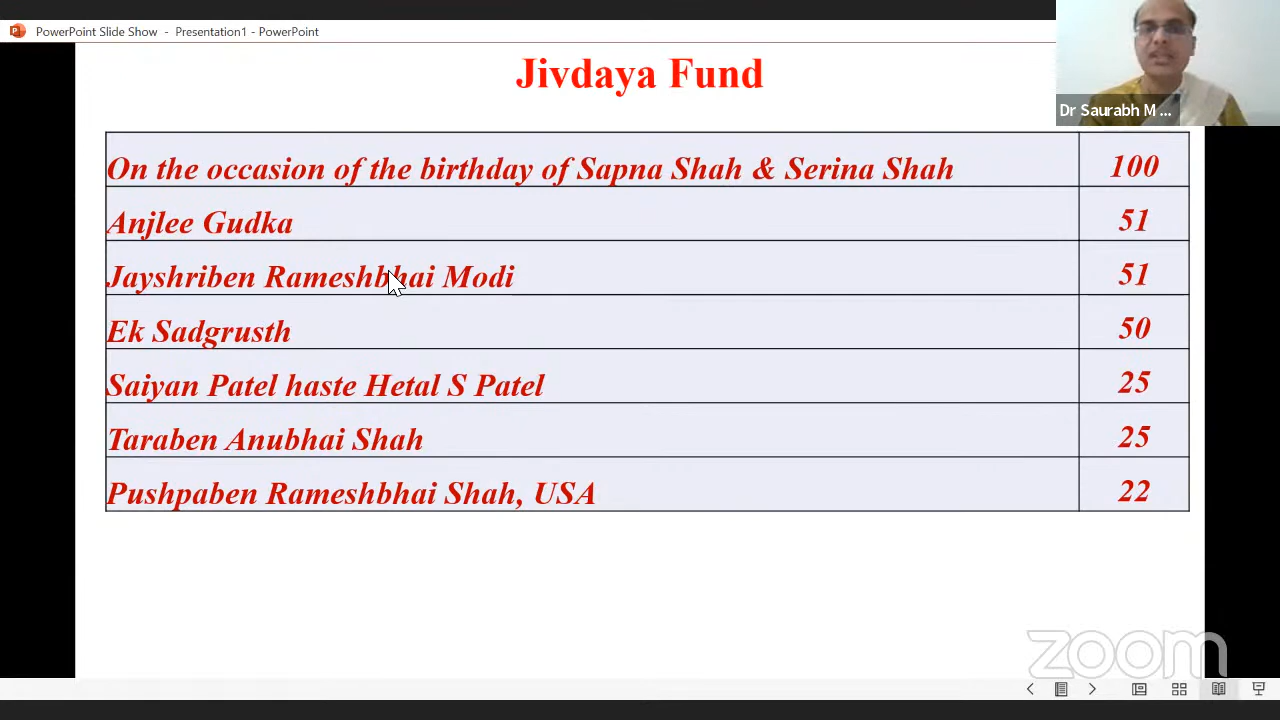 PowerPoint Slide Show - Presentation1 - PowerPoint
Jivdaya Fund
Dr Saurabh M ...
On the occasion of the birthday of Sapna Shah & Serina Shah 100
Anjlee Gudka 51
Jayshriben Rameshbhai Modi 51
Ek Sadgrusth 50
Saiyan Patel haste Hetal S Patel 25
Taraben Anubhai Shah 25
Pushpaben Rameshbhai Shah, USA 22
zoom